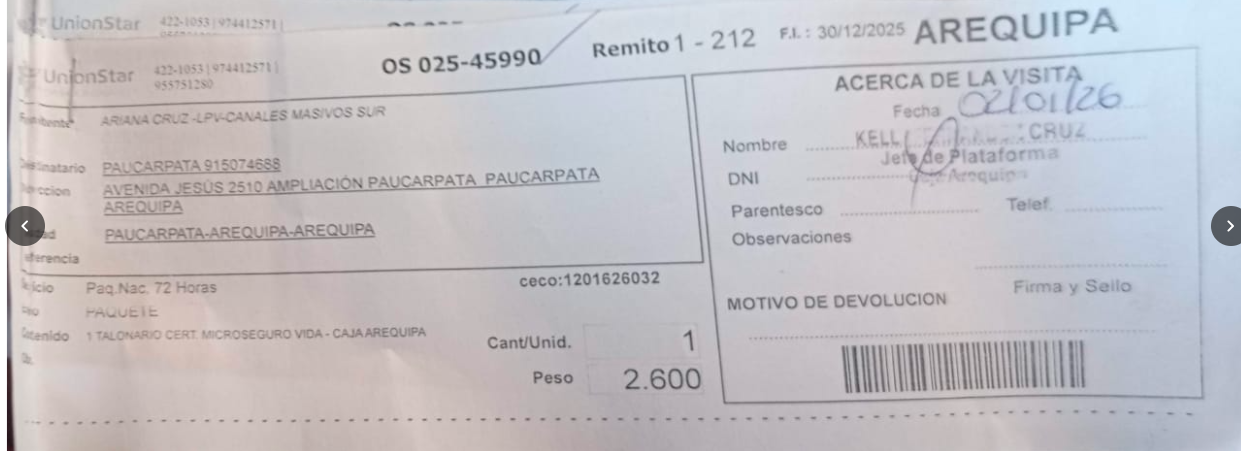 UnionStar 422-1053 | 974412571 |
UnionStar 422-1053 | 974412571 |
955751280
OS 025-45990 Remito 1 - 212 F.I. : 30/12/2025 AREQUIPA
ARIANA CRUZ -LPV-CANALES MASIVOS SUR
PAUCARPATA 915074688
AVENIDA JESÚS 2510 AMPLIACIÓN PAUCARPATA PAUCARPATA
AREQUIPA
PAUCARPATA-AREQUIPA-AREQUIPA
Paq.Nac. 72 Horas ceco:1201626032
PAQUETE
1 TALONARIO CERT. MICROSEGURO VIDA - CAJA AREQUIPA
Cant/Unid. 1
Peso 2.600
ACERCA DE LA VISITA
Fecha 02/01/26
Nombre CRUZ
Jefe de Plataforma
DNI Arequipa
Parentesco Telef.
Observaciones
Firma y Sello
MOTIVO DE DEVOLUCION